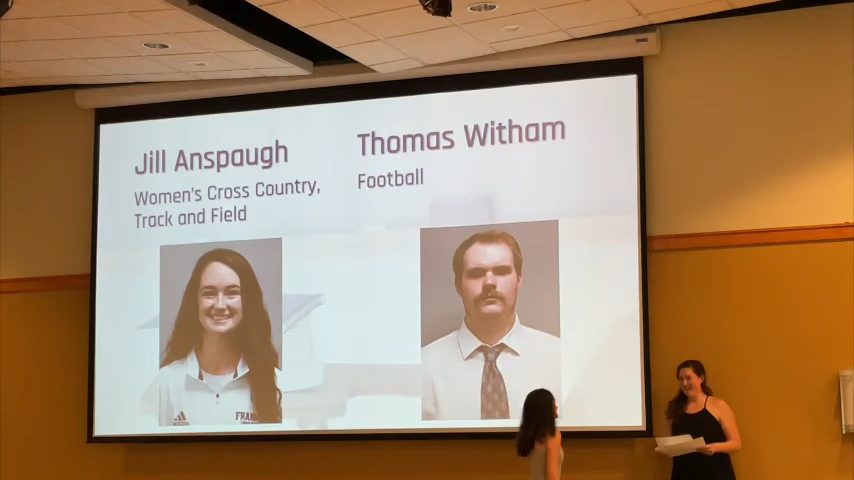 Jill Anspaugh
Women's Cross Country,
Track and Field
Thomas Witham
Football